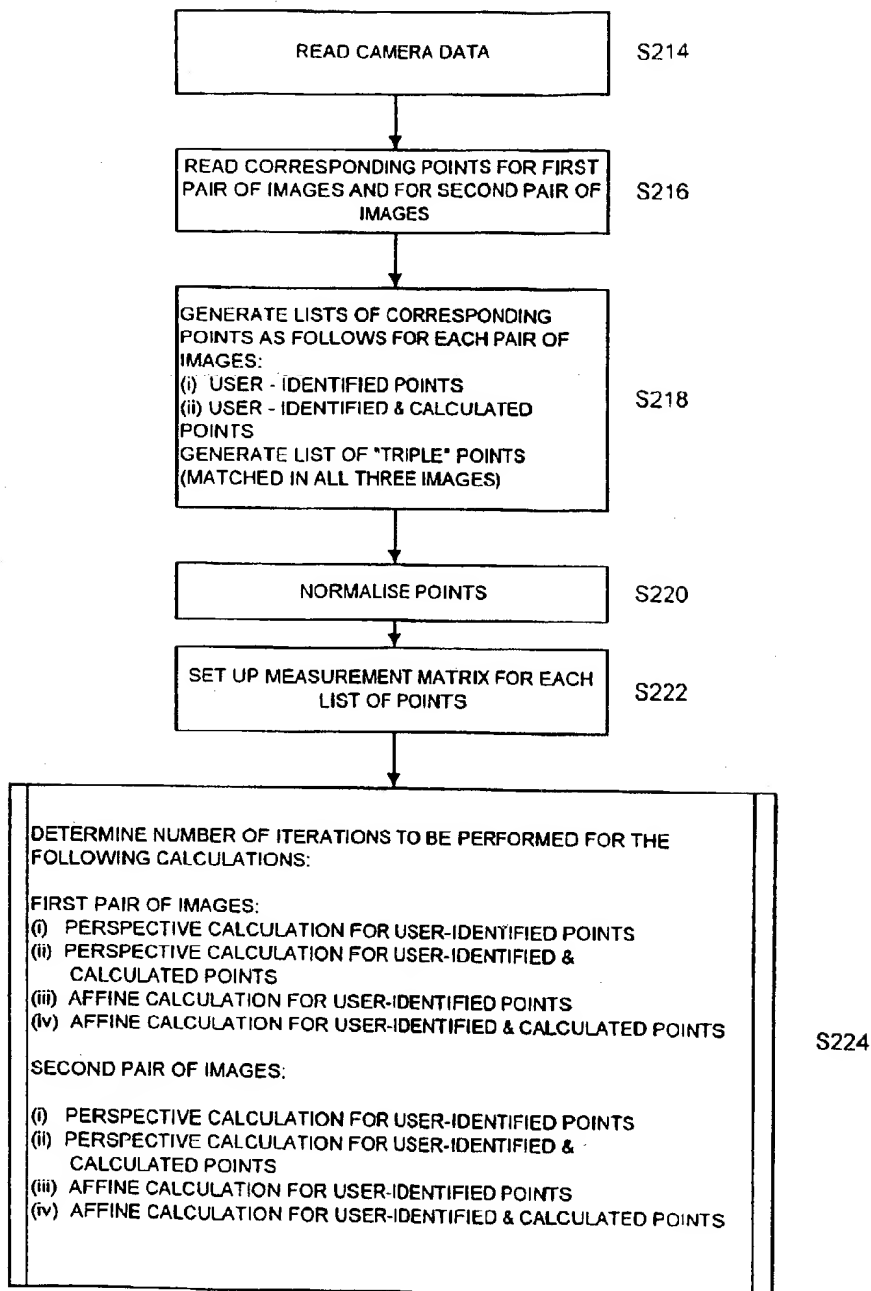 READ CAMERA DATA
S214
READ CORRESPONDING POINTS FOR FIRST
PAIR OF IMAGES AND FOR SECOND PAIR OF
IMAGES
S216
GENERATE LISTS OF CORRESPONDING
POINTS AS FOLLOWS FOR EACH PAIR OF
IMAGES:
(i) USER - IDENTIFIED POINTS
(ii) USER - IDENTIFIED & CALCULATED
POINTS
GENERATE LIST OF "TRIPLE" POINTS
(MATCHED IN ALL THREE IMAGES)
S218
NORMALISE POINTS
S220
SET UP MEASUREMENT MATRIX FOR EACH
LIST OF POINTS
S222
DETERMINE NUMBER OF ITERATIONS TO BE PERFORMED FOR THE
FOLLOWING CALCULATIONS:
FIRST PAIR OF IMAGES:
(i) PERSPECTIVE CALCULATION FOR USER-IDENTIFIED POINTS
(ii) PERSPECTIVE CALCULATION FOR USER-IDENTIFIED &
CALCULATED POINTS
(iii) AFFINE CALCULATION FOR USER-IDENTIFIED POINTS
(iv) AFFINE CALCULATION FOR USER-IDENTIFIED & CALCULATED POINTS
SECOND PAIR OF IMAGES:
(i) PERSPECTIVE CALCULATION FOR USER-IDENTIFIED POINTS
(ii) PERSPECTIVE CALCULATION FOR USER-IDENTIFIED &
CALCULATED POINTS
(iii) AFFINE CALCULATION FOR USER-IDENTIFIED POINTS
(iv) AFFINE CALCULATION FOR USER-IDENTIFIED & CALCULATED POINTS
S224